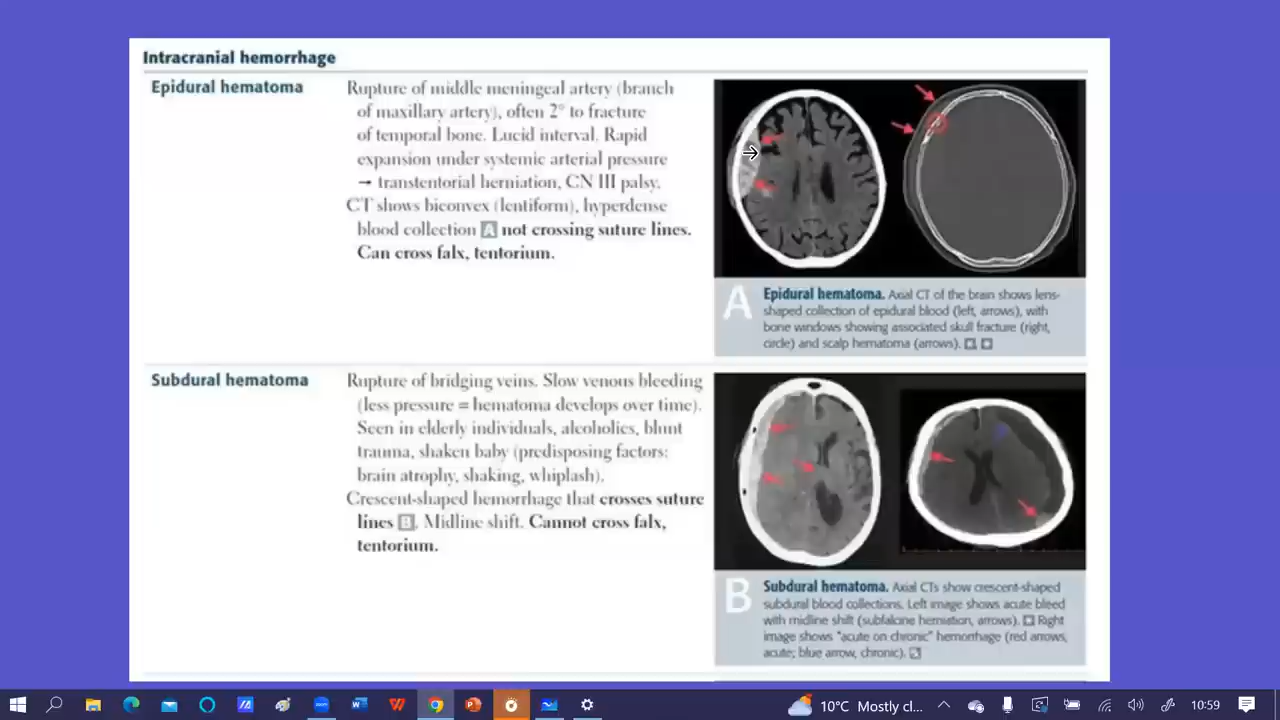 Intracranial hemorrhage
Epidural hematoma
Rupture of middle meningeal artery (branch
of maxillary artery), often 2° to fracture
of temporal bone. Lucid interval. Rapid
expansion under systemic arterial pressure
→ transtentorial herniation, CN III palsy.
CT shows biconvex (lentiform), hyperdense
blood collection A not crossing suture lines.
Can cross falx, tentorium.
A
Epidural hematoma. Axial CT of the brain shows lens-
shaped collection of epidural blood (left, arrows), with
bone windows showing associated skull fracture (right,
circle) and scalp hematoma (arrows).
Subdural hematoma
Rupture of bridging veins. Slow venous bleeding
(less pressure = hematoma develops over time).
Seen in elderly individuals, alcoholics, blunt
trauma, shaken baby (predisposing factors:
brain atrophy, shaking, whiplash).
Crescent-shaped hemorrhage that crosses suture
lines B. Midline shift. Cannot cross falx,
tentorium.
B
Subdural hematoma. Axial CTs show crescent-shaped
subdural blood collections. Left image shows acute bleed
with midline shift (subfalcine herniation, arrows). Right
image shows "acute on chronic" hemorrhage (red arrows,
acute; blue arrow, chronic).
10°C Mostly cl... 10:59